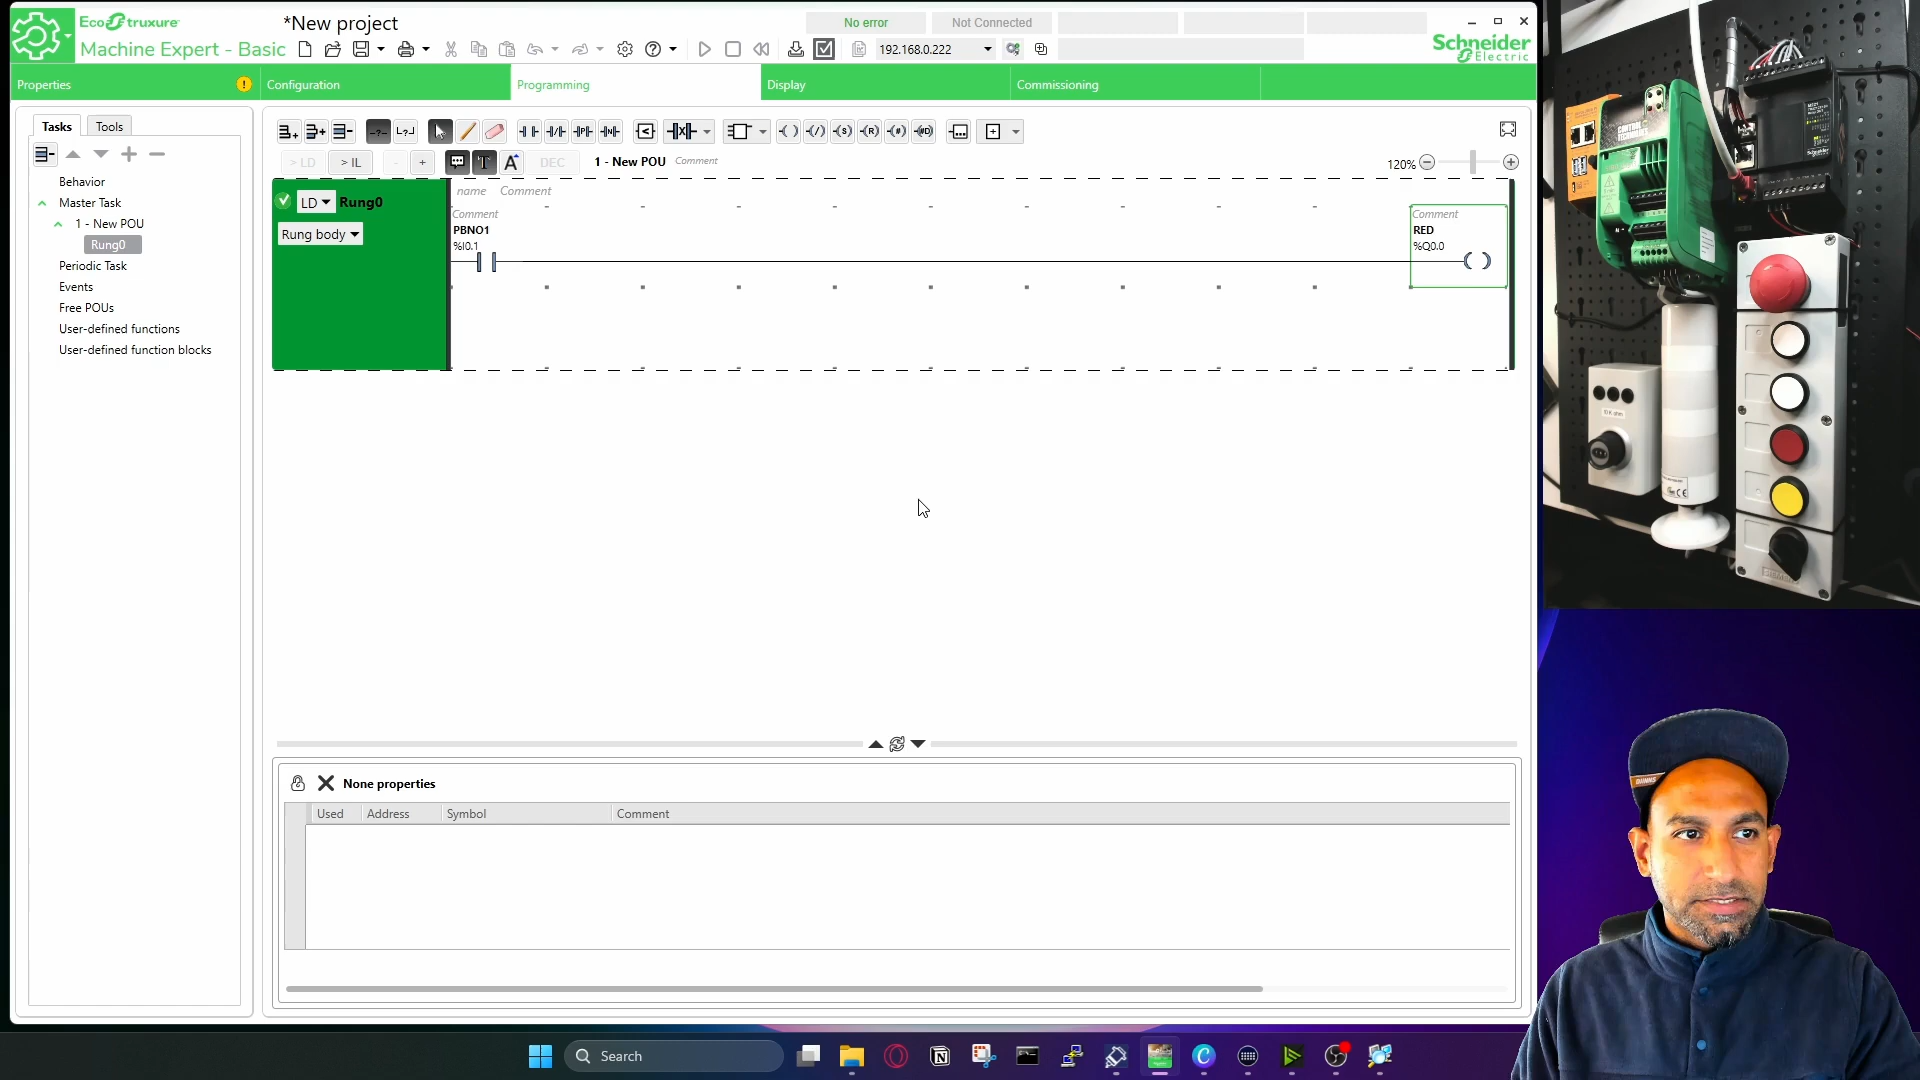 EcoStruxure
Machine Expert - Basic
*New project
No error
Not Connected
192.168.0.222
Schneider
Electric
Properties
Configuration
Programming
Display
Commissioning
Tasks
Tools
Behavior
Master Task
1 - New POU
Rung0
Periodic Task
Events
Free POUs
User-defined functions
User-defined function blocks
> LD
> IL
-
+
T
A
DEC
1 - New POU
Comment
120%
LD
Rung0
Rung body
name
Comment
Comment
PBNO1
%I0.1
Comment
RED
%Q0.0
None properties
Used
Address
Symbol
Comment
Search